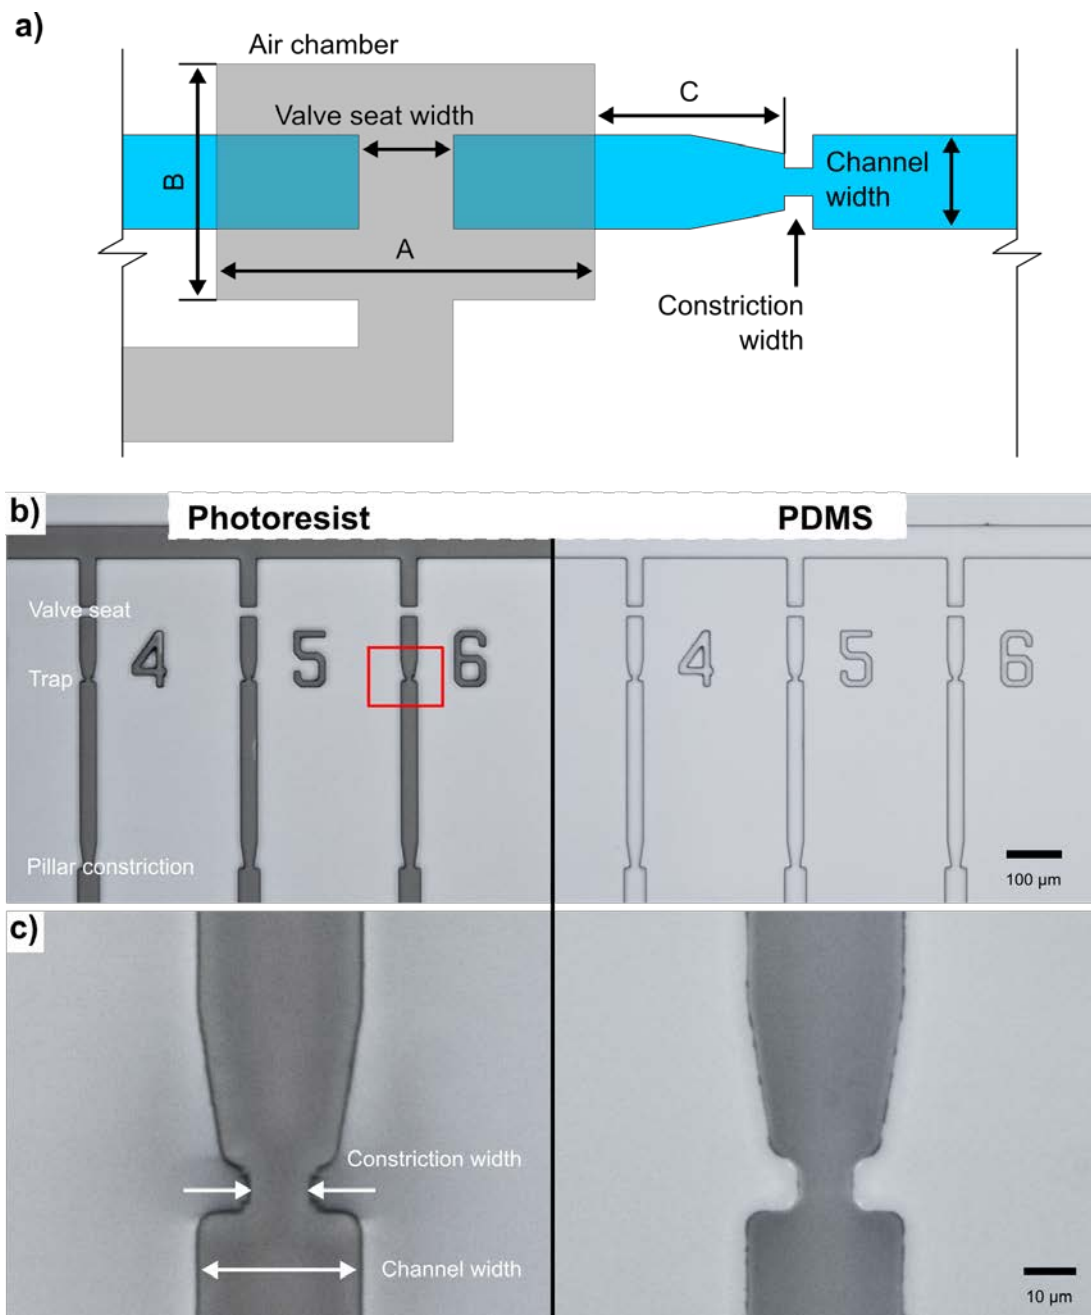 a)
Air chamber
Valve seat width
C
B
Channel
width
A
Constriction
width
b)
Photoresist
PDMS
Valve seat
4
5
6
4
5
6
Trap
Pillar constriction
100 µm
c)
Constriction width
Channel width
10 µm